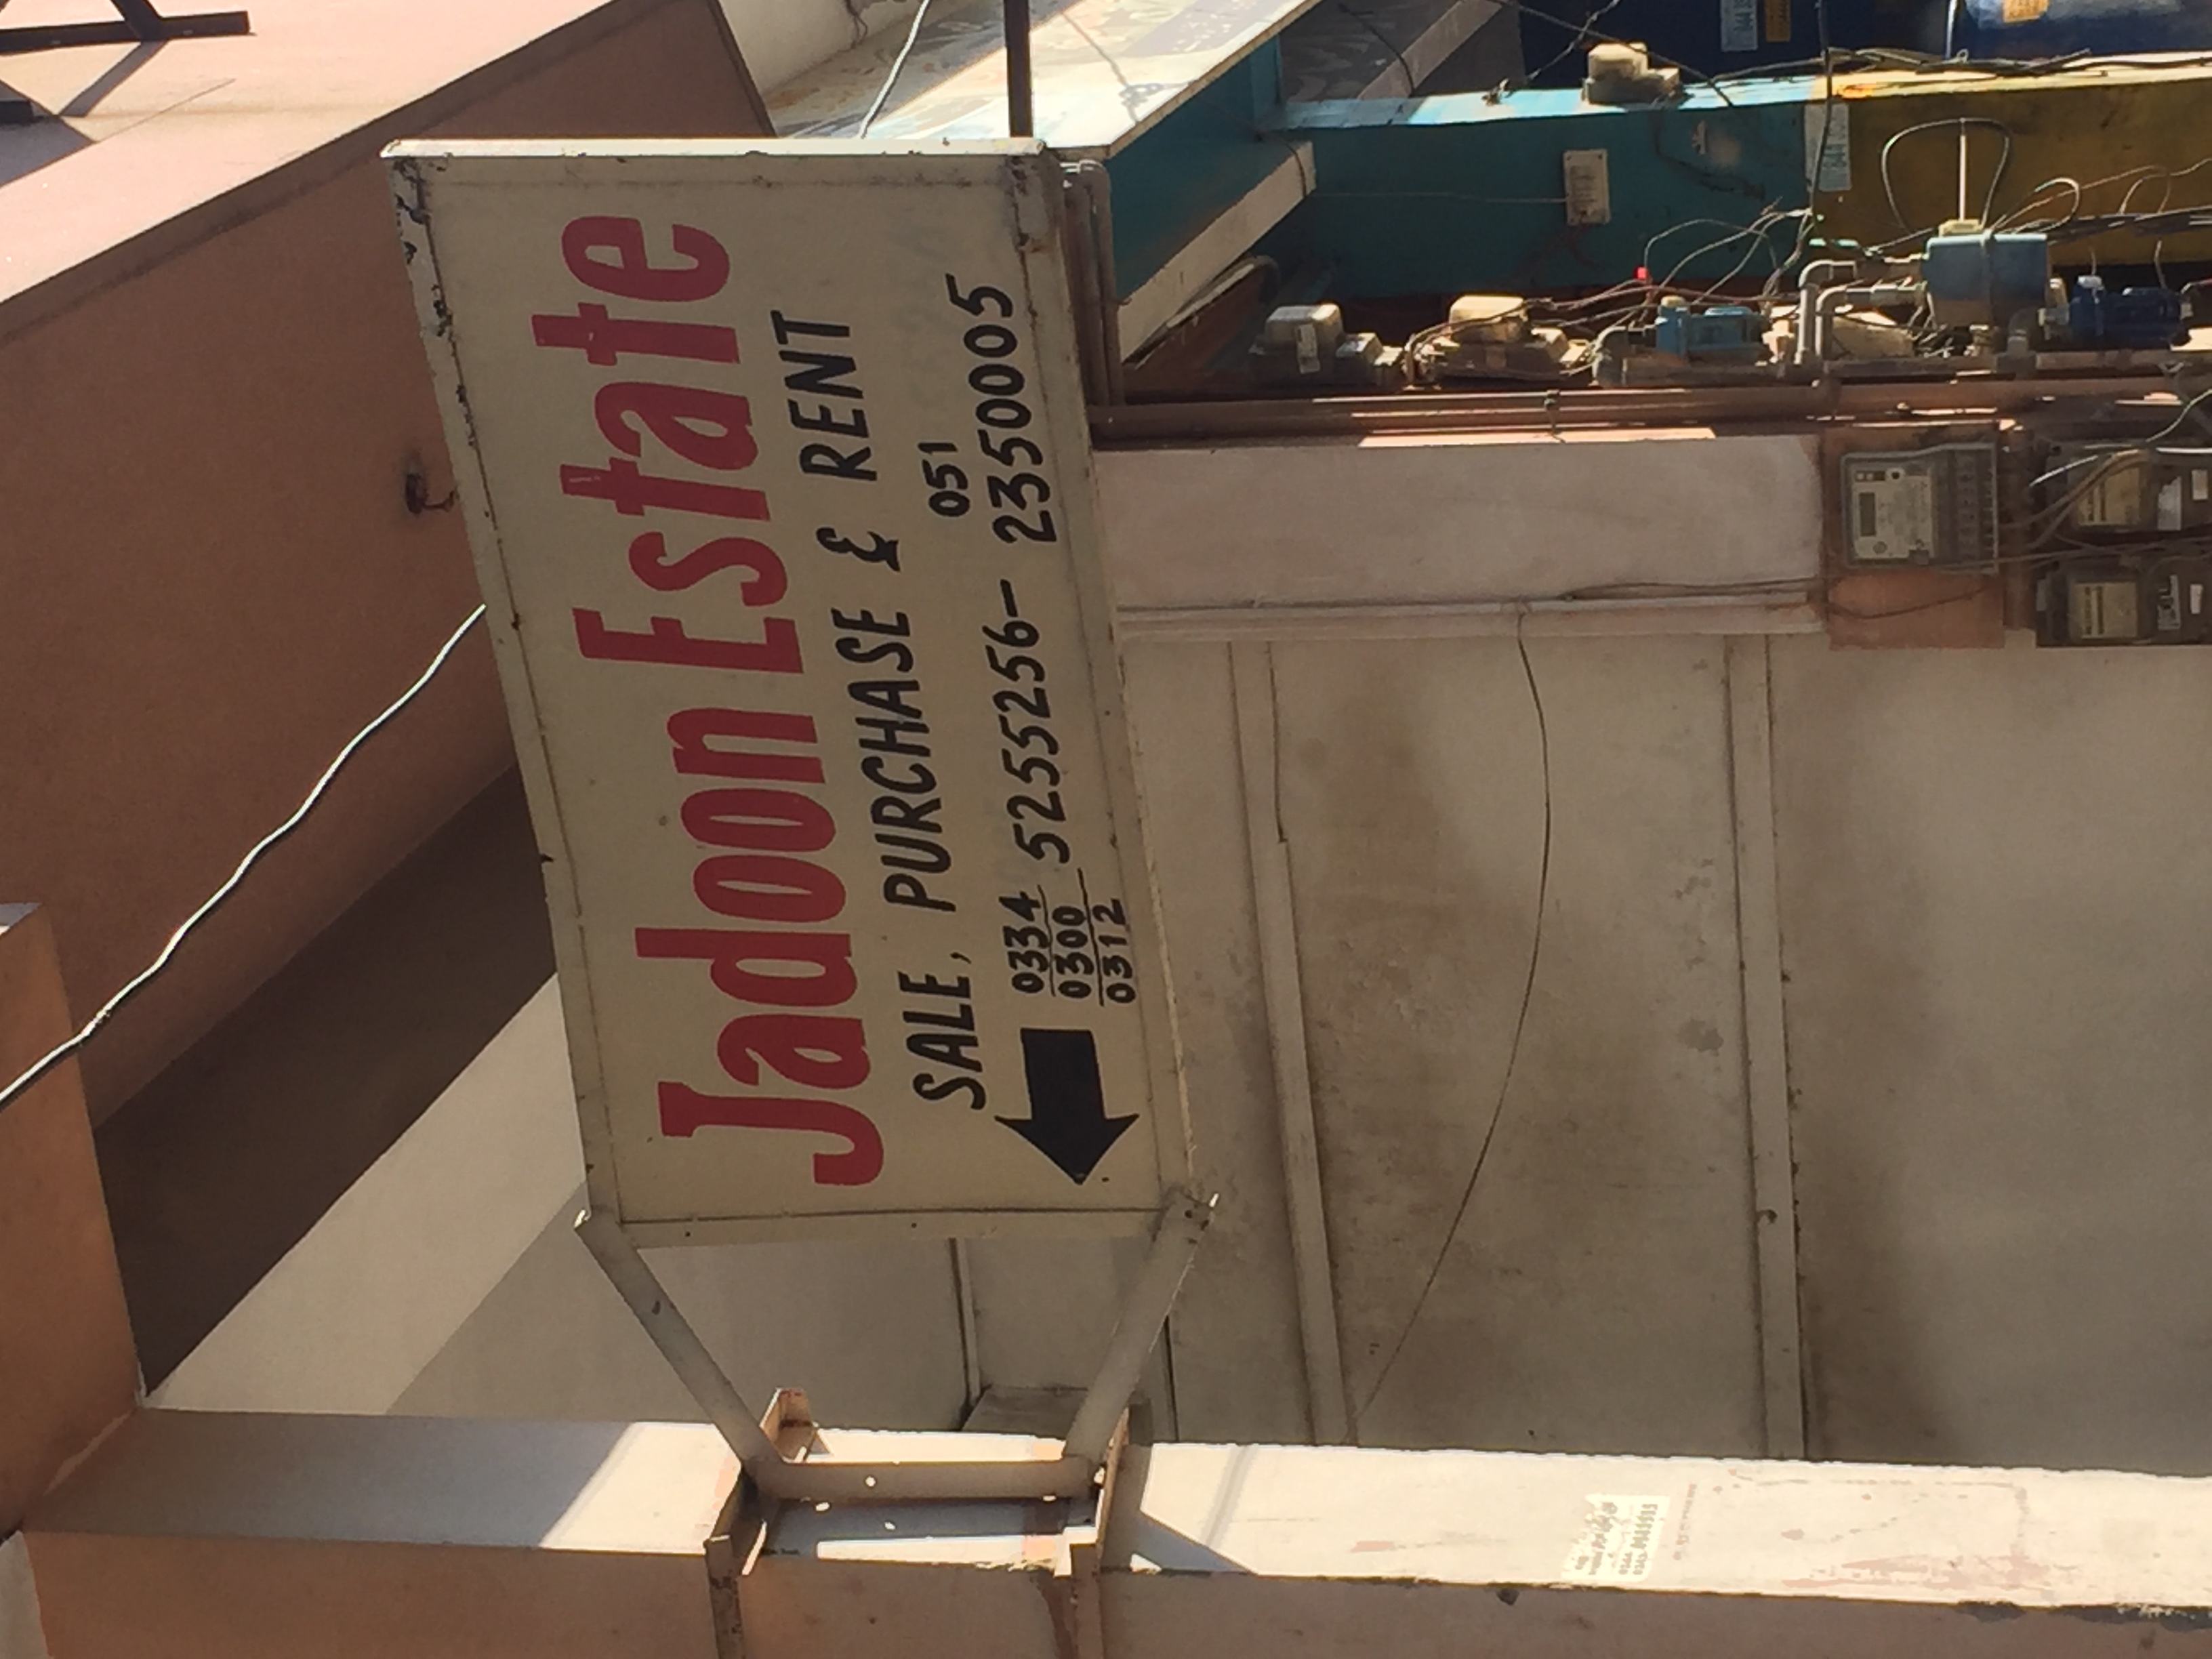 Jadoon Estate
SALE, PURCHASE & RENT
051
0334 5255256- 2350005
0300
0312